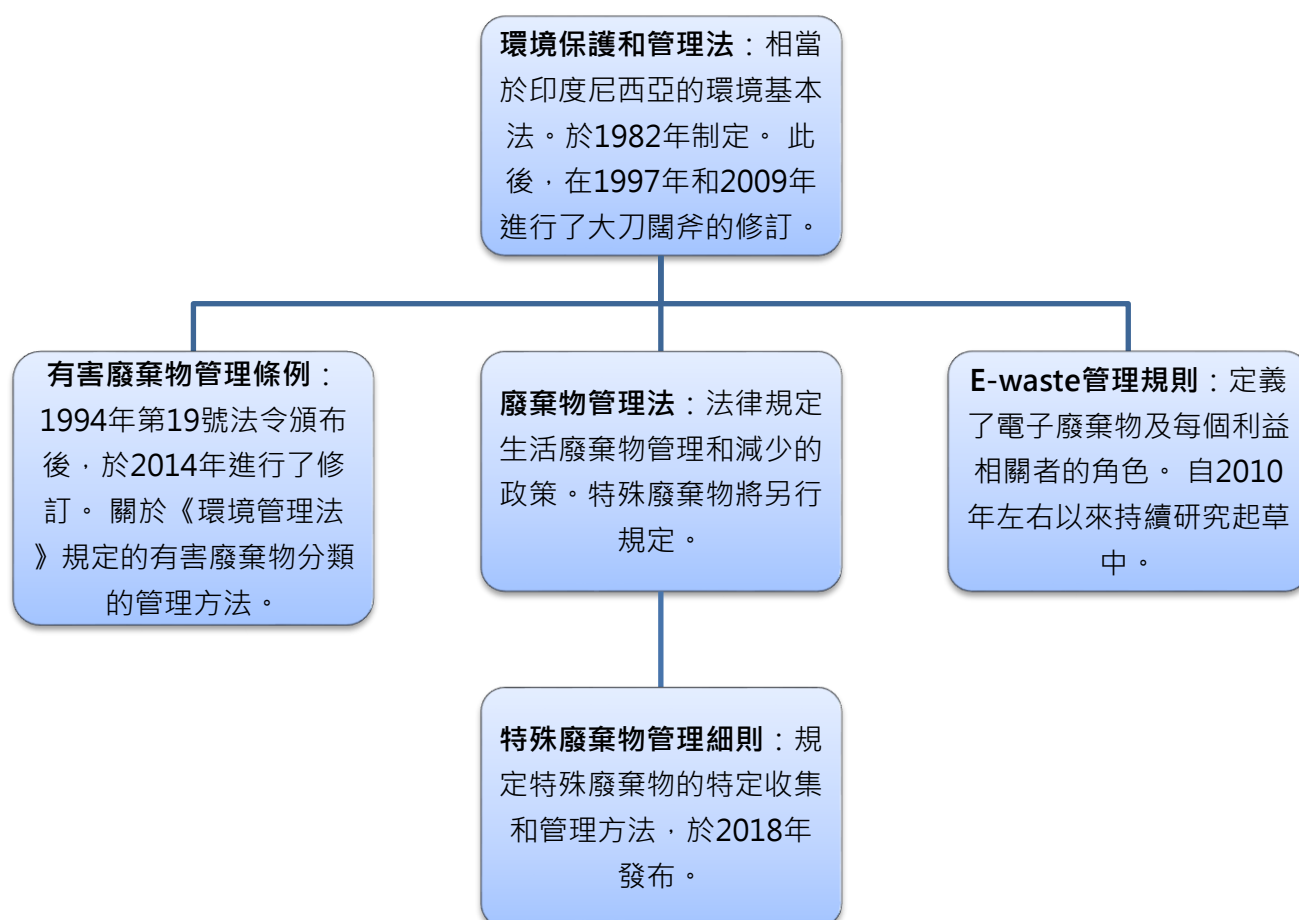 環境保護和管理法：相當
於印度尼西亞的環境基本
法。於1982年制定。 此
後，在1997年和2009年
進行了大刀闊斧的修訂。
有害廢棄物管理條例：
1994年第19號法令頒布
後，於2014年進行了修
訂。 關於《環境管理法
》規定的有害廢棄物分類
的管理方法。
廢棄物管理法：法律規定
生活廢棄物管理和減少的
政策。特殊廢棄物將另行
規定。
E-waste管理規則：定義
了電子廢棄物及每個利益
相關者的角色。 自2010
年左右以來持續研究起草
中。
特殊廢棄物管理細則：規
定特殊廢棄物的特定收集
和管理方法，於2018年
發布。